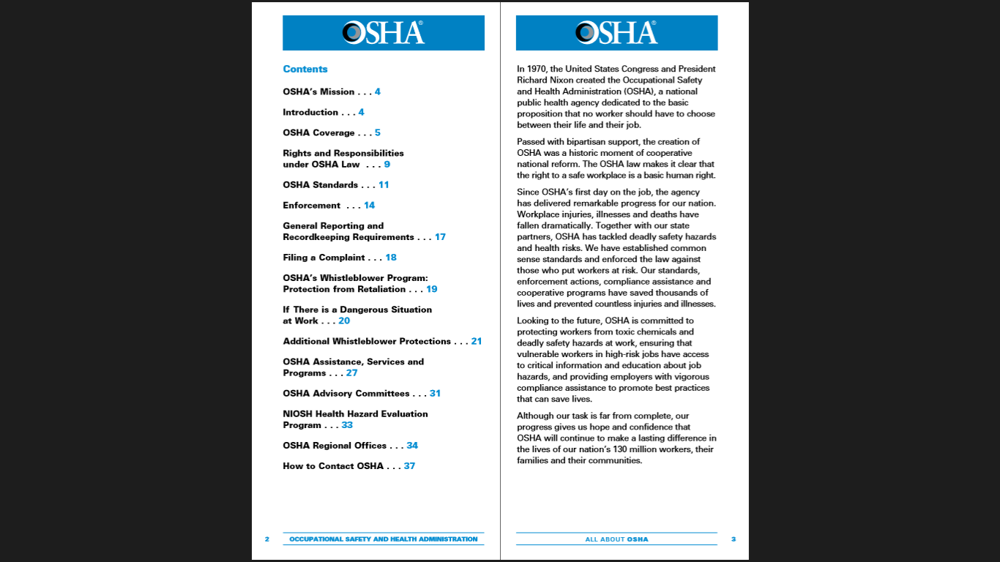 OSHA®
Contents
OSHA's Mission . . . 4
Introduction . . . 4
OSHA Coverage . . . 5
Rights and Responsibilities
under OSHA Law . . . 9
OSHA Standards . . . 11
Enforcement . . . 14
General Reporting and
Recordkeeping Requirements . . . 17
Filing a Complaint . . . 18
OSHA's Whistleblower Program:
Protection from Retaliation . . . 19
If There is a Dangerous Situation
at Work . . . 20
Additional Whistleblower Protections . . . 21
OSHA Assistance, Services and
Programs . . . 27
OSHA Advisory Committees . . . 31
NIOSH Health Hazard Evaluation
Program . . . 33
OSHA Regional Offices . . . 34
How to Contact OSHA . . . 37
2 OCCUPATIONAL SAFETY AND HEALTH ADMINISTRATION
OSHA®
In 1970, the United States Congress and President
Richard Nixon created the Occupational Safety
and Health Administration (OSHA), a national
public health agency dedicated to the basic
proposition that no worker should have to choose
between their life and their job.
Passed with bipartisan support, the creation of
OSHA was a historic moment of cooperative
national reform. The OSHA law makes it clear that
the right to a safe workplace is a basic human right.
Since OSHA's first day on the job, the agency
has delivered remarkable progress for our nation.
Workplace injuries, illnesses and deaths have
fallen dramatically. Together with our state
partners, OSHA has tackled deadly safety hazards
and health risks. We have established common
sense standards and enforced the law against
those who put workers at risk. Our standards,
enforcement actions, compliance assistance and
cooperative programs have saved thousands of
lives and prevented countless injuries and illnesses.
Looking to the future, OSHA is committed to
protecting workers from toxic chemicals and
deadly safety hazards at work, ensuring that
vulnerable workers in high-risk jobs have access
to critical information and education about job
hazards, and providing employers with vigorous
compliance assistance to promote best practices
that can save lives.
Although our task is far from complete, our
progress gives us hope and confidence that
OSHA will continue to make a lasting difference in
the lives of our nation's 130 million workers, their
families and their communities.
ALL ABOUT OSHA 3